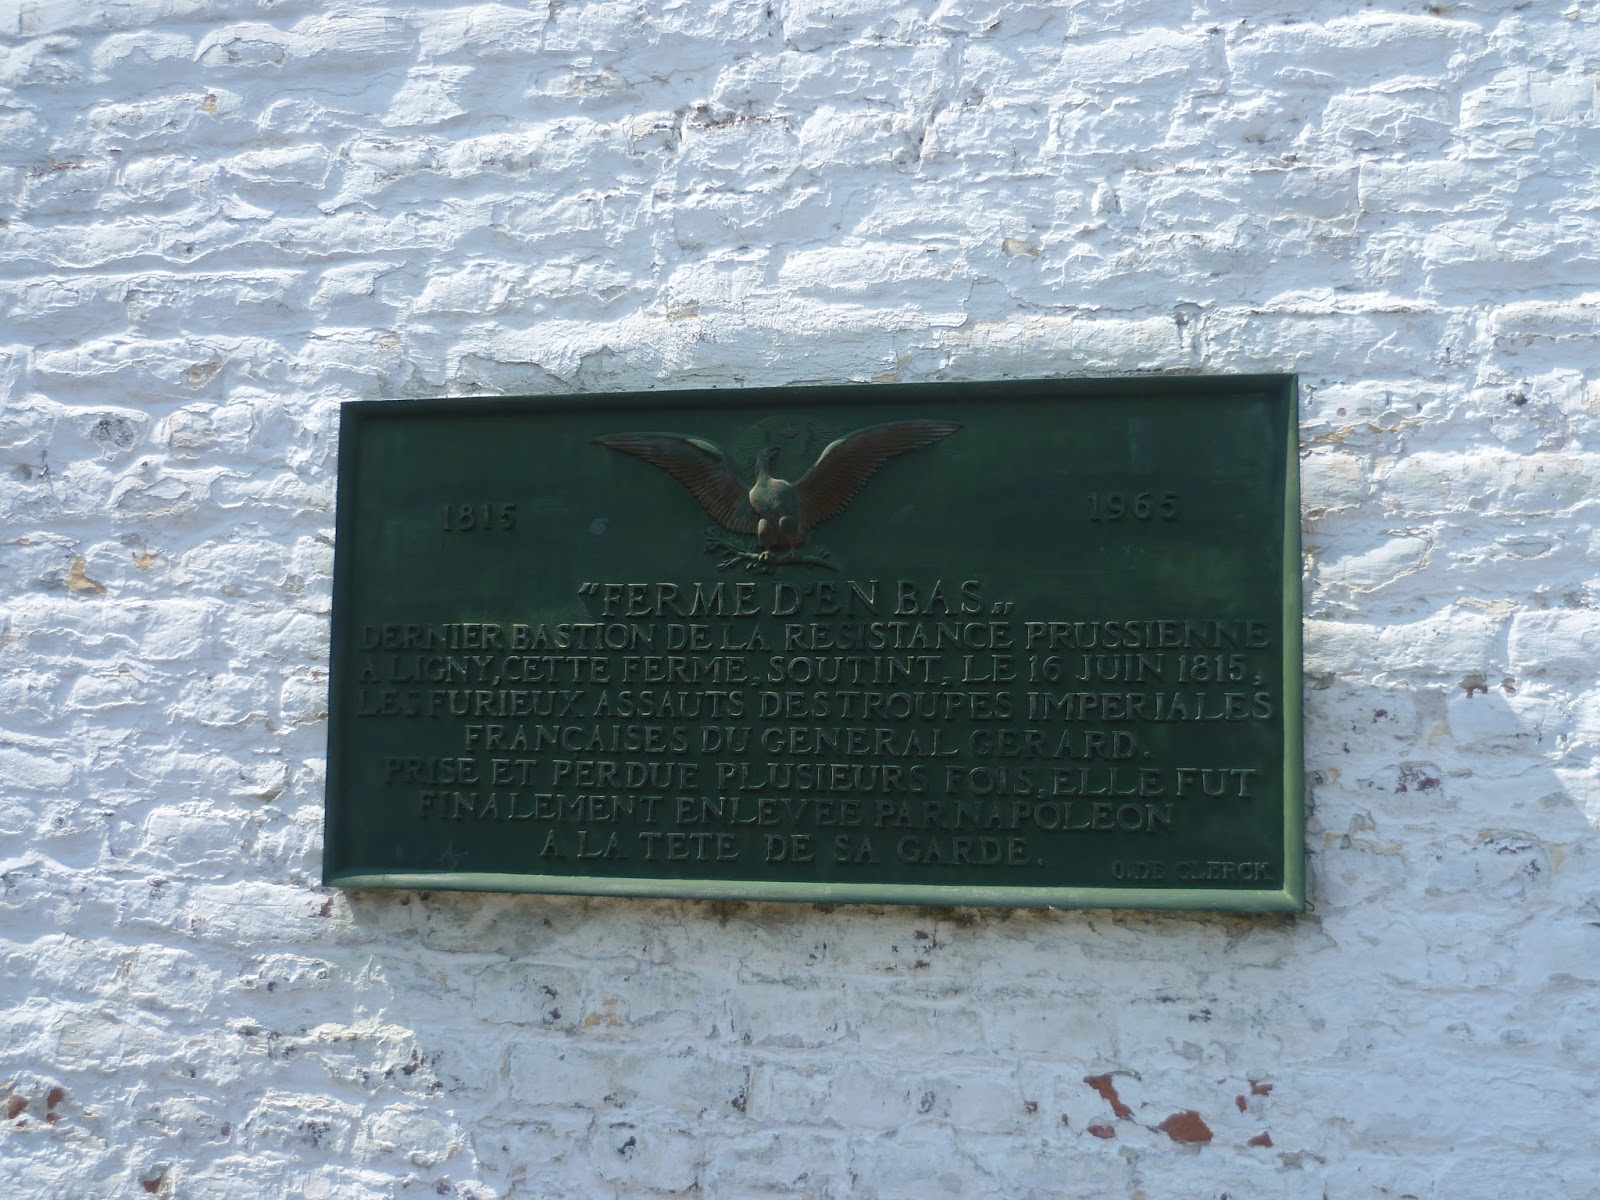 1815 1965
"FERME D'EN BAS„
DERNIER BASTION DE LA RESISTANCE PRUSSIENNE
A LIGNY, CETTE FERME, SOUTINT, LE 16 JUIN 1815,
LES FURIEUX ASSAUTS DES TROUPES IMPERIALES
FRANÇAISES DU GENERAL GERARD.
PRISE ET PERDUE PLUSIEURS FOIS, ELLE FUT
FINALEMENT ENLEVEE PAR NAPOLEON
A LA TETE DE SA GARDE.
O. DE CLERCK.